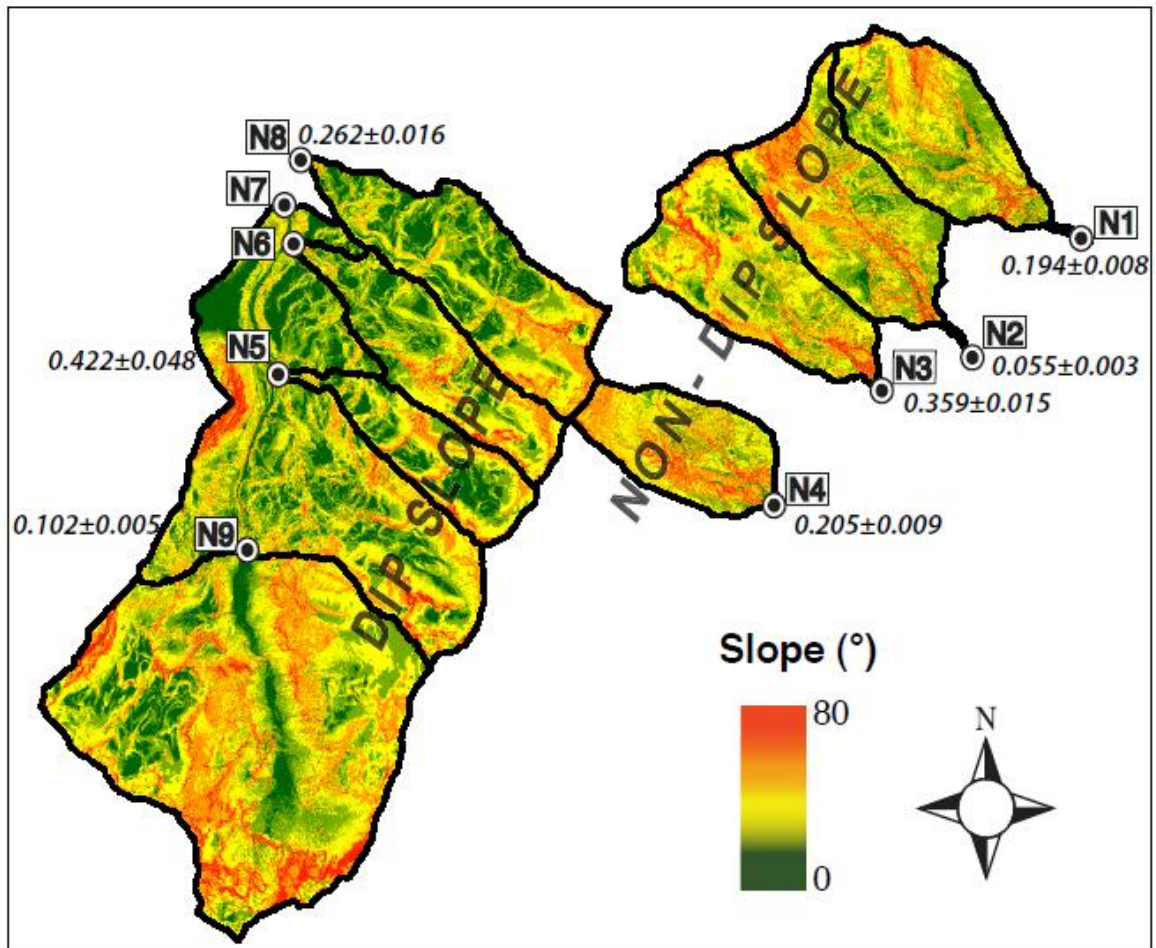 N8 0.262±0.016
N7
N6
N1
0.194±0.008
N5
0.422±0.048
N2
0.055±0.003
N3
0.359±0.015
N4
0.205±0.009
N9
0.102±0.005
NON - DIP SLOPE
DIP SLOPE
Slope (°)
80
0
N